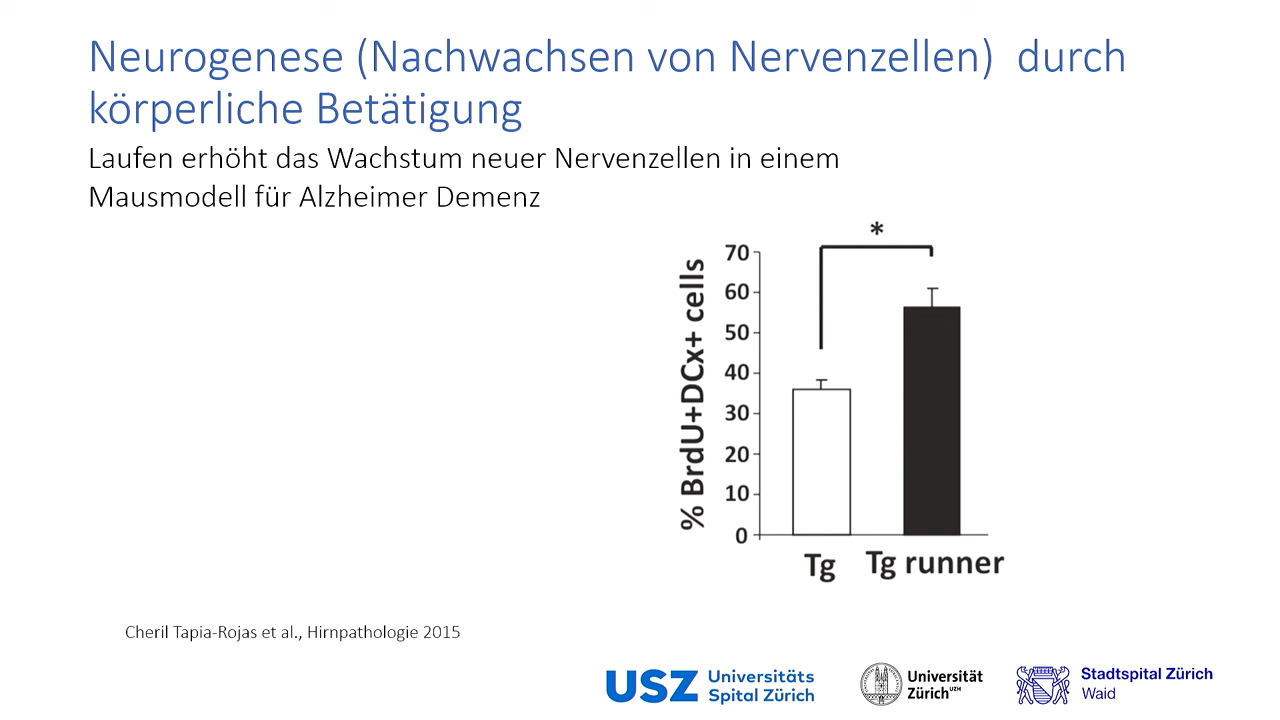 Neurogenese (Nachwachsen von Nervenzellen) durch
körperliche Betätigung
Laufen erhöht das Wachstum neuer Nervenzellen in einem
Mausmodell für Alzheimer Demenz
*
% BrdU+DCx+ cells
70
60
50
40
30
20
10
0
Tg
Tg runner
Cheril Tapia-Rojas et al., Hirnpathologie 2015
USZ Universitäts
Spital Zürich
Universität
Zürich UZH
Stadtspital Zürich
Waid